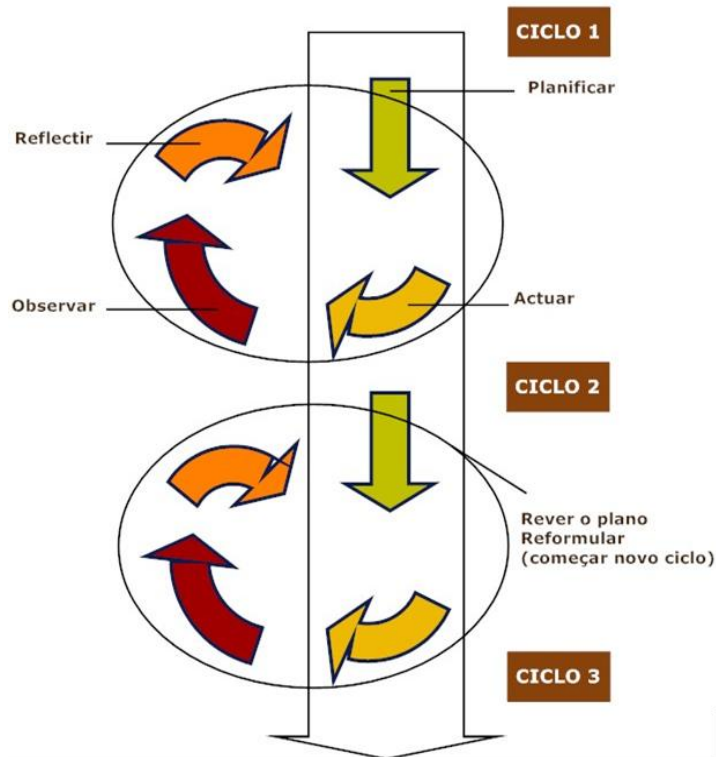 CICLO 1
Planificar
Reflectir
Observar
Actuar
CICLO 2
Rever o plano
Reformular
(começar novo ciclo)
CICLO 3